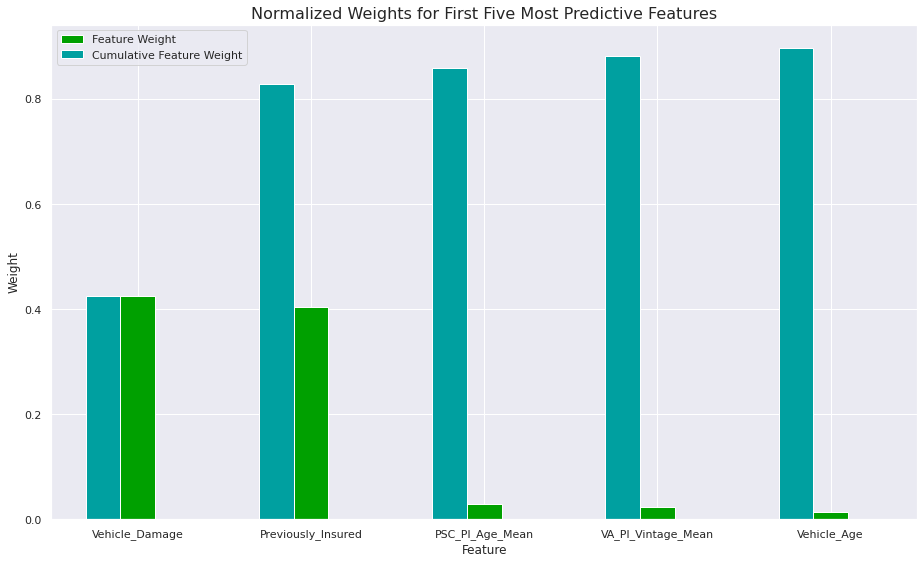 Normalized Weights for First Five Most Predictive Features
Feature Weight
Cumulative Feature Weight
Weight
0.8
0.6
0.4
0.2
0.0
Vehicle_Damage
Previously_Insured
PSC_PI_Age_Mean
VA_PI_Vintage_Mean
Vehicle_Age
Feature